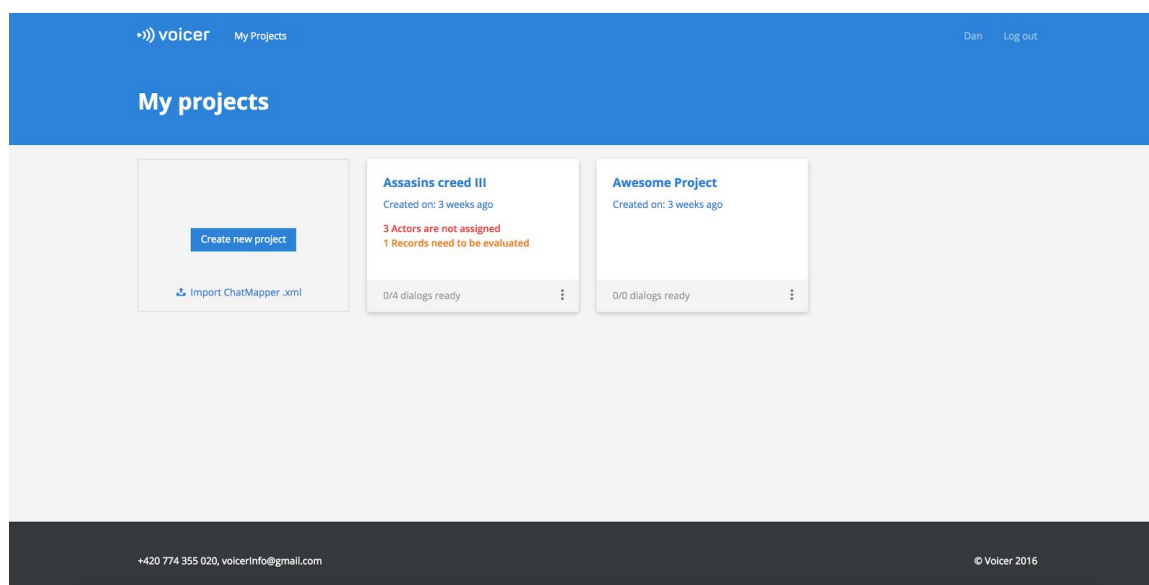 voicer My Projects Dan Log out
My projects
Create new project
Import ChatMapper .xml
Assasins creed III
Created on: 3 weeks ago
3 Actors are not assigned
1 Records need to be evaluated
0/4 dialogs ready
Awesome Project
Created on: 3 weeks ago
0/0 dialogs ready
+420 774 355 020, voicerInfo@gmail.com © Voicer 2016